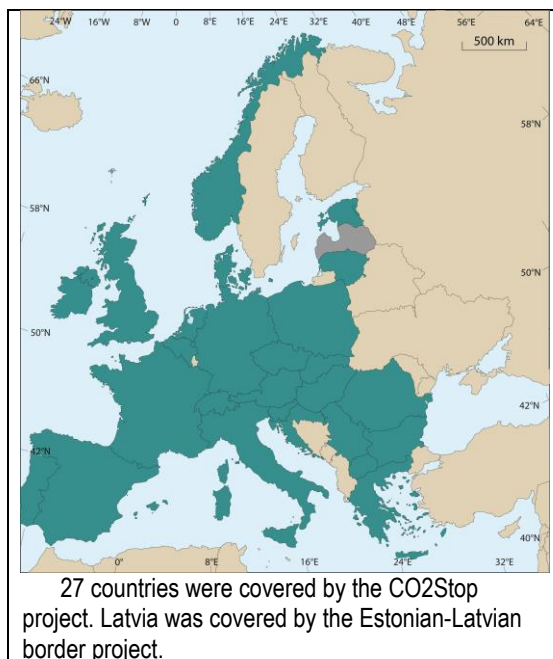 24°W 16°W 8°W 0° 8°E 16°E 24°E 32°E 36°E 40°E 44°E 48°E 56°E 64°E
500 km
66°N
58°N
58°N
50°N
50°N
42°N
42°N
40°N
0° 8°E 16°E 24°E 32°E
27 countries were covered by the CO2Stop
project. Latvia was covered by the Estonian-Latvian
border project.